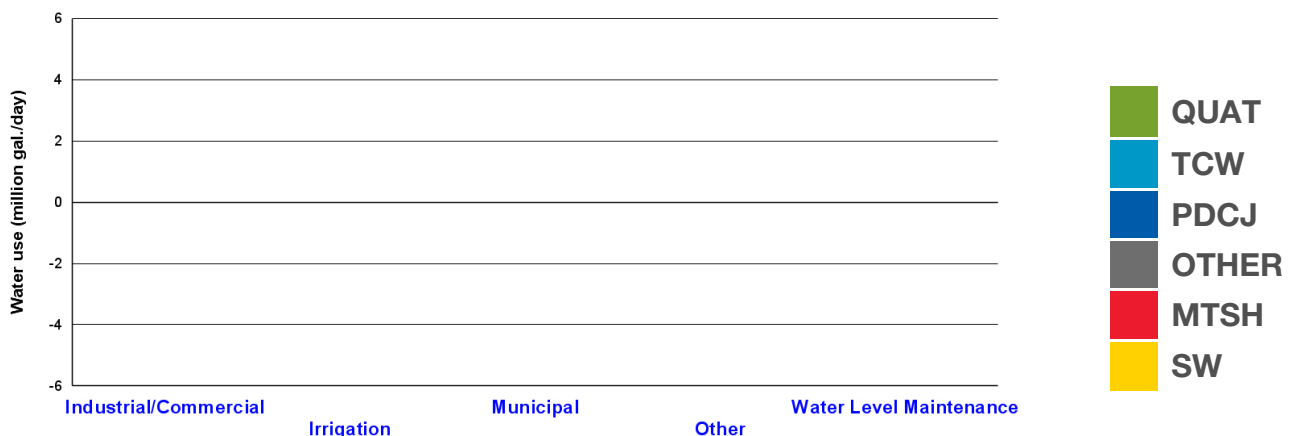 Water use (million gal./day)
6
4
2
0
-2
-4
-6
Industrial/Commercial
Irrigation
Municipal
Other
Water Level Maintenance
QUAT
TCW
PDCJ
OTHER
MTSH
SW